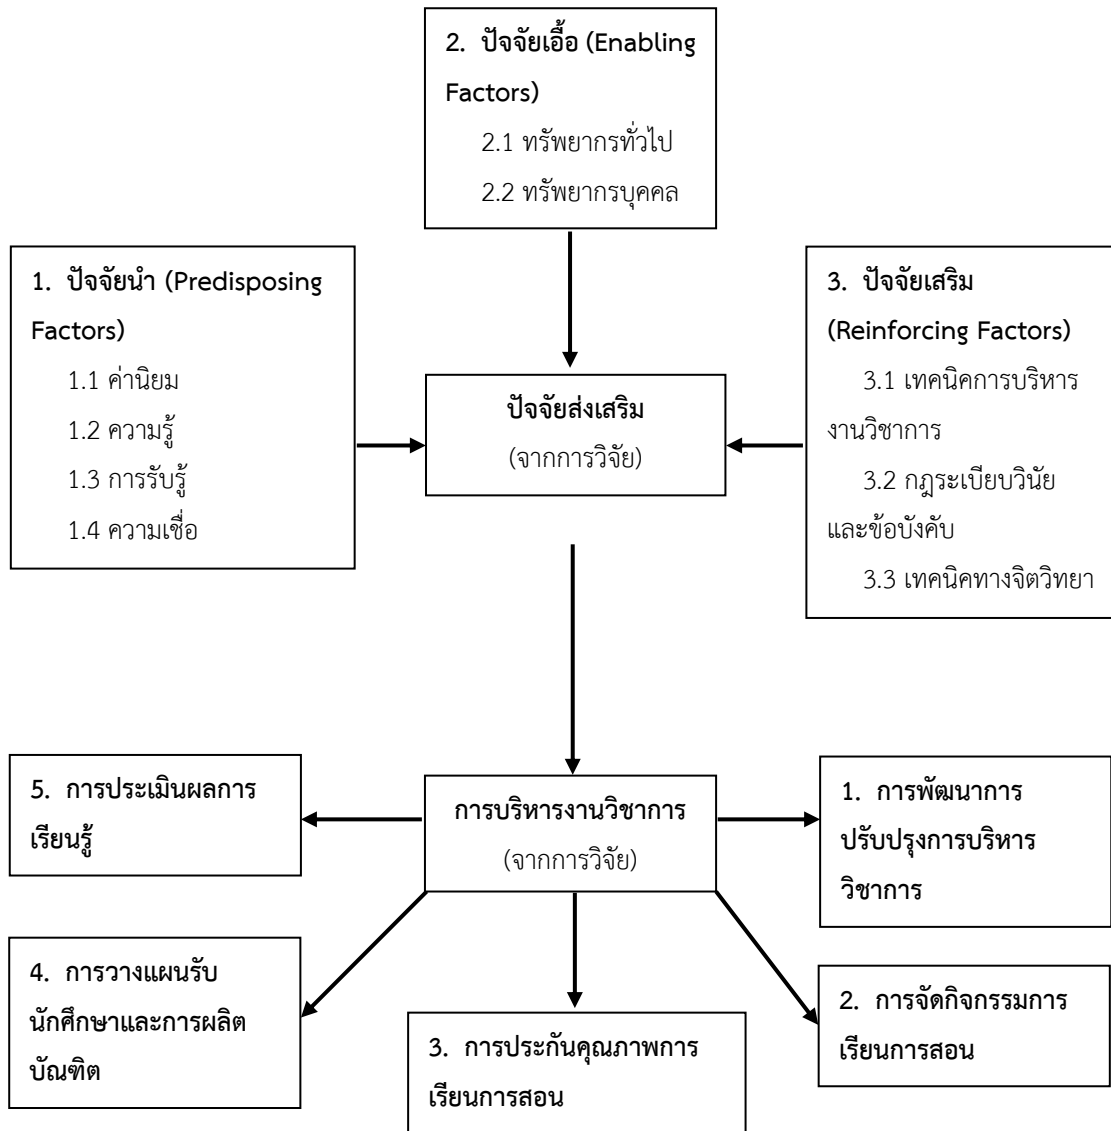 2. ปัจจัยเอื้อ (Enabling
Factors)
2.1 ทรัพยากรทั่วไป
2.2 ทรัพยากรบุคคล
1. ปัจจัยนำ (Predisposing
Factors)
1.1 ค่านิยม
1.2 ความรู้
1.3 การรับรู้
1.4 ความเชื่อ
ปัจจัยส่งเสริม
(จากการวิจัย)
3. ปัจจัยเสริม
(Reinforcing Factors)
3.1 เทคนิคการบริหาร
งานวิชาการ
3.2 กฎระเบียบวินัย
และข้อบังคับ
3.3 เทคนิคทางจิตวิทยา
5. การประเมินผลการ
เรียนรู้
การบริหารงานวิชาการ
(จากการวิจัย)
1. การพัฒนาการ
ปรับปรุงการบริหาร
วิชาการ
4. การวางแผนรับ
นักศึกษาและการผลิต
บัณฑิต
3. การประกันคุณภาพการ
เรียนการสอน
2. การจัดกิจกรรมการ
เรียนการสอน